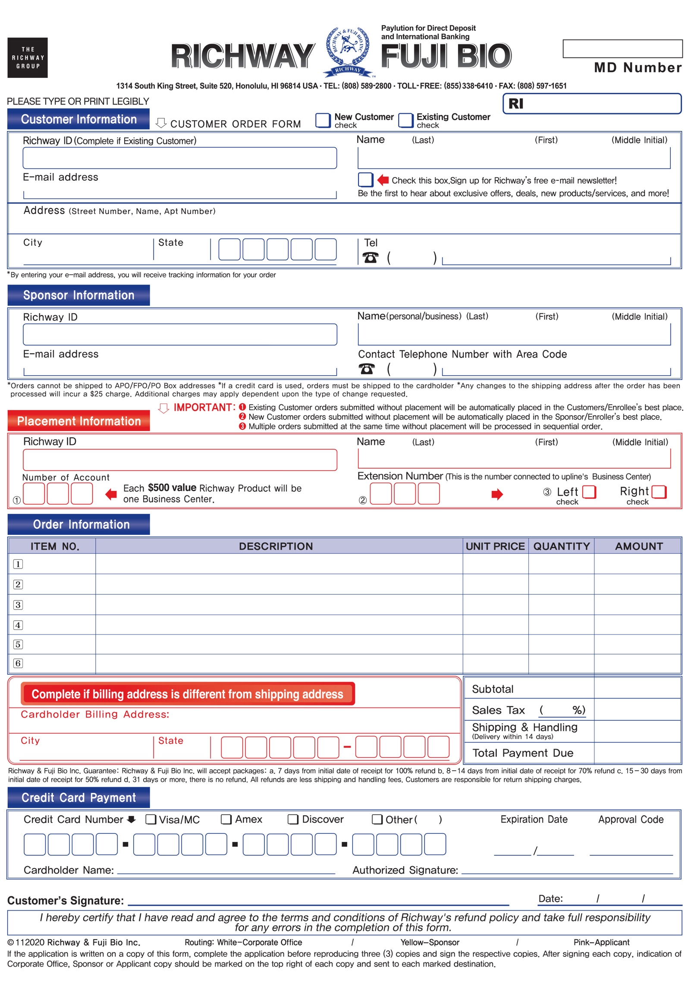 THE
RICHWAY
GROUP
Paylution for Direct Deposit
and International Banking
RICHWAY
RICHWAY & FUJI BIO INC
RICHWAY
™
FUJI BIO
MD Number
1314 South King Street, Suite 520, Honolulu, HI 96814 USA · TEL: (808) 589-2800 · TOLL-FREE: (855) 338-6410 · FAX: (808) 597-1651
PLEASE TYPE OR PRINT LEGIBLY
RI
Customer Information
CUSTOMER ORDER FORM
New Customer
check
Existing Customer
check
Richway ID (Complete if Existing Customer)
Name (Last) (First) (Middle Initial)
E-mail address
Check this box.Sign up for Richway's free e-mail newsletter!
Be the first to hear about exclusive offers, deals, new products/services, and more!
Address (Street Number, Name, Apt Number)
City State Tel
☎ ( )
*By entering your e-mail address, you will receive tracking information for your order
Sponsor Information
Richway ID
Name(personal/business) (Last) (First) (Middle Initial)
E-mail address
Contact Telephone Number with Area Code
☎ ( )
*Orders cannot be shipped to APO/FPO/PO Box addresses *If a credit card is used, orders must be shipped to the cardholder *Any changes to the shipping address after the order has been
processed will incur a $25 charge. Additional charges may apply dependent upon the type of change requested.
Placement Information
IMPORTANT: ❶ Existing Customer orders submitted without placement will be automatically placed in the Customers/Enrollee's best place.
❷ New Customer orders submitted without placement will be automatically placed in the Sponsor/Enroller's best place.
❸ Multiple orders submitted at the same time without placement will be processed in sequential order.
Richway ID
Name (Last) (First) (Middle Initial)
Number of Account
① Each $500 value Richway Product will be
one Business Center.
Extension Number (This is the number connected to upline's Business Center)
② ③ Left
check
Right
check
Order Information
ITEM NO. DESCRIPTION UNIT PRICE QUANTITY AMOUNT
1
2
3
4
5
6
Complete if billing address is different from shipping address
Cardholder Billing Address:
City State –
Subtotal
Sales Tax ( %)
Shipping & Handling
(Delivery within 14 days)
Total Payment Due
Richway & Fuji Bio Inc. Guarantee: Richway & Fuji Bio Inc. will accept packages: a. 7 days from initial date of receipt for 100% refund b. 8-14 days from initial date of receipt for 70% refund c. 15-30 days from
initial date of receipt for 50% refund d. 31 days or more, there is no refund. All refunds are less shipping and handling fees. Customers are responsible for return shipping charges.
Credit Card Payment
Credit Card Number Visa/MC Amex Discover Other ( ) Expiration Date Approval Code
/
Cardholder Name: Authorized Signature:
Customer's Signature: Date: / /
I hereby certify that I have read and agree to the terms and conditions of Richway's refund policy and take full responsibility
for any errors in the completion of this form.
©112020 Richway & Fuji Bio Inc. Routing: White-Corporate Office / Yellow-Sponsor / Pink-Applicant
If the application is written on a copy of this form, complete the application before reproducing three (3) copies and sign the respective copies. After signing each copy, indication of
Corporate Office, Sponsor or Applicant copy should be marked on the top right of each copy and sent to each marked destination.